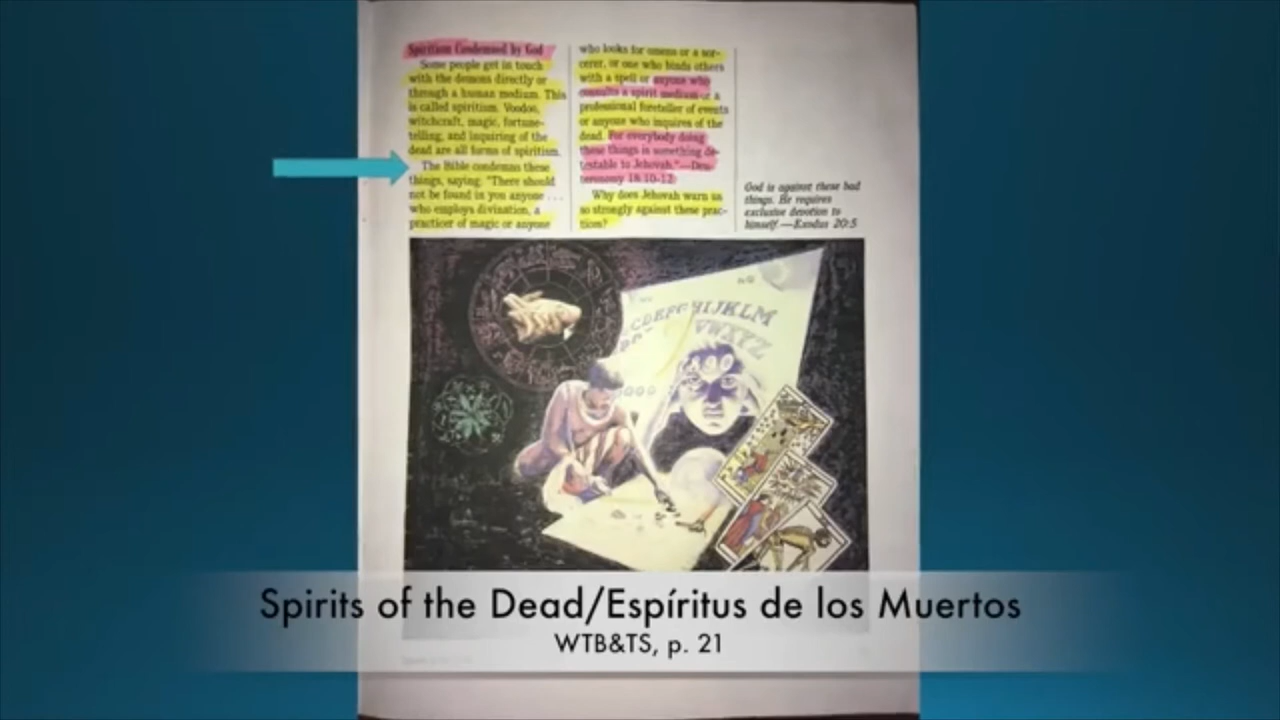 Spiritism Condemned by God
Some people get in touch
with the demons directly or
through a human medium. This
is called spiritism. Voodoo,
witchcraft, magic, fortune-
telling, and inquiring of the
dead are all forms of spiritism.
The Bible condemns these
things, saying: "There should
not be found in you anyone . . .
who employs divination, a
practicer of magic or anyone
who looks for omens or a sor-
cerer, or one who binds others
with a spell or anyone who
consults a spirit medium or a
professional foreteller of events
or anyone who inquires of the
dead. For everybody doing
these things is something de-
testable to Jehovah."—Deu-
teronomy 18:10-12.
Why does Jehovah warn us
so strongly against these prac-
tices?
God is against these bad
things. He requires
exclusive devotion to
himself.—Exodus 20:5
HIJKLM
VWXYZ
Spirits of the Dead/Espíritus de los Muertos
WTB&TS, p. 21